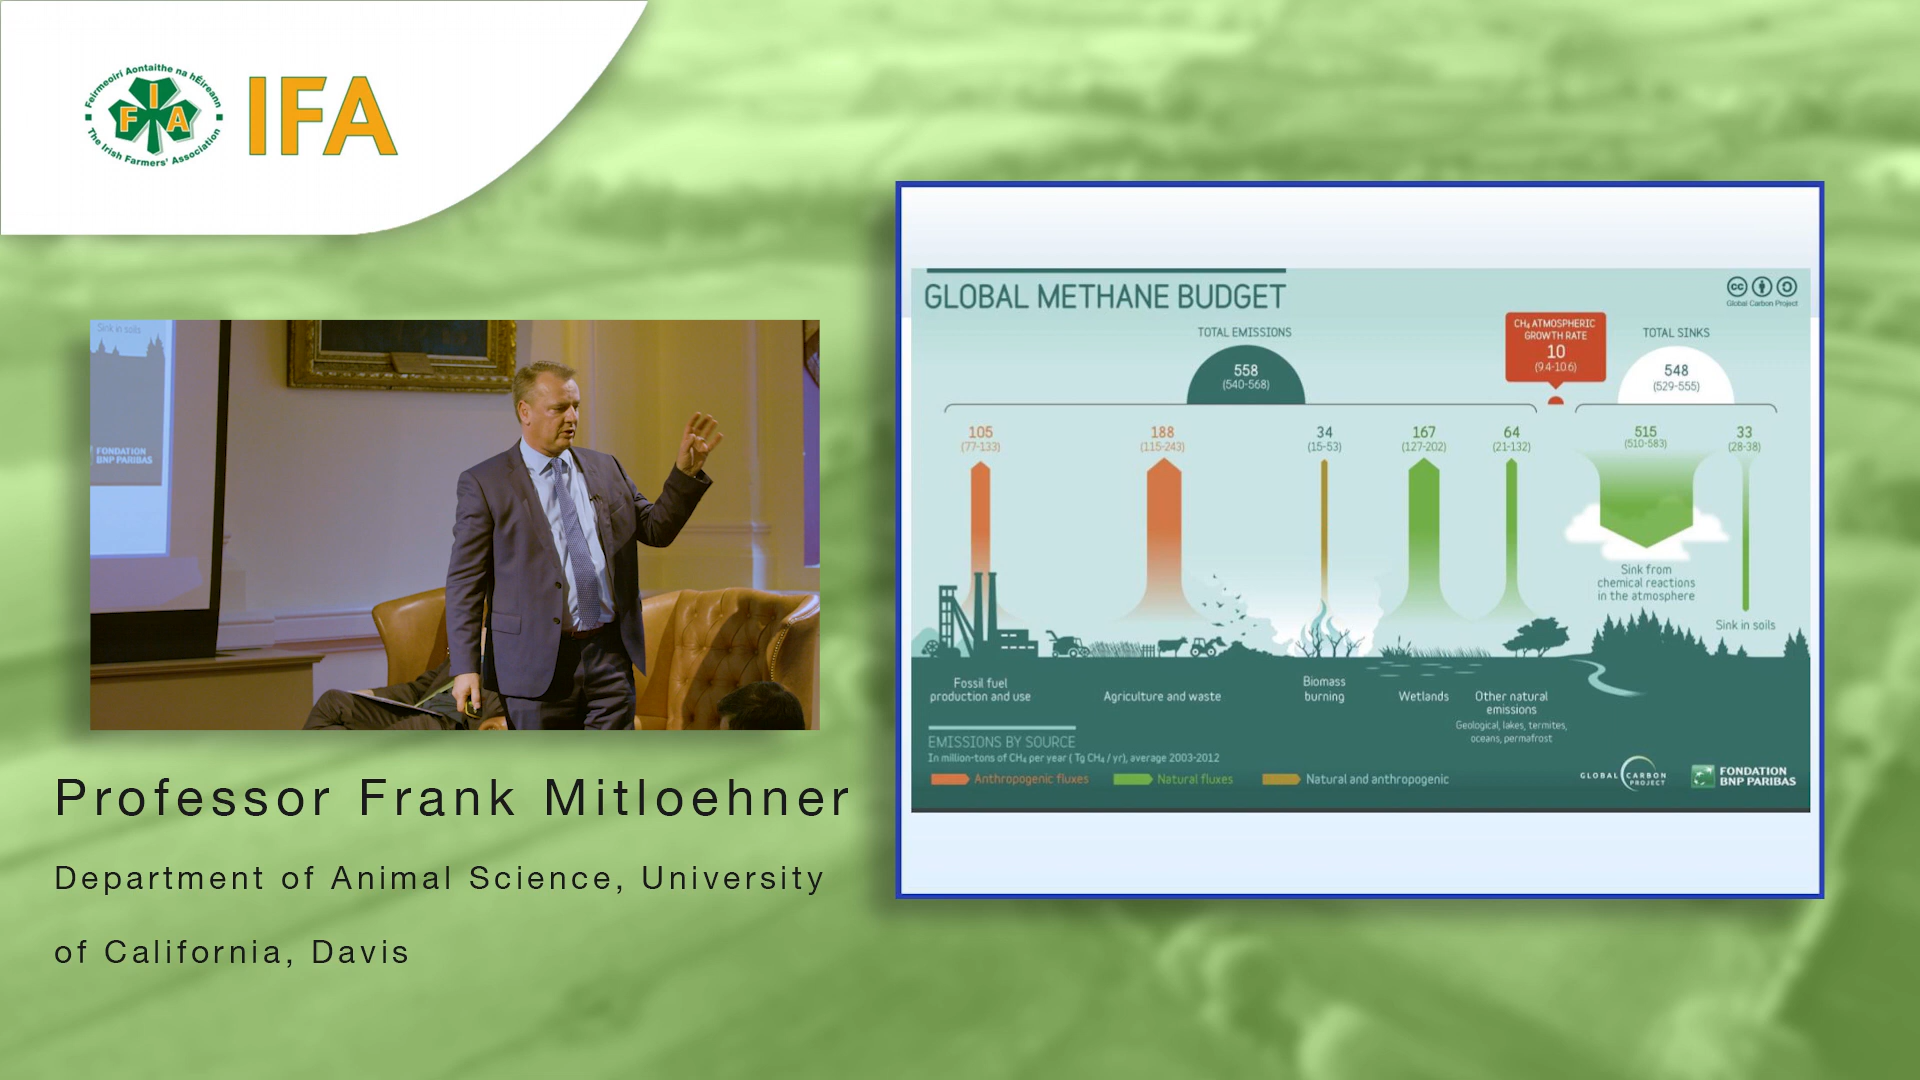 Feirmeoirí Aontaithe na hÉireann
F I A
The Irish Farmers' Association
IFA
Sink in soils
FONDATION
BNP PARIBAS
Professor Frank Mitloehner
Department of Animal Science, University
of California, Davis
GLOBAL METHANE BUDGET
cc
Global Carbon Project
TOTAL EMISSIONS
558
(540-568)
CH₄ ATMOSPHERIC
GROWTH RATE
10
(9.4-10.6)
TOTAL SINKS
548
(529-555)
105
(77-133)
188
(115-243)
34
(15-53)
167
(127-202)
64
(21-132)
515
(510-583)
33
(28-38)
Sink from
chemical reactions
in the atmosphere
Sink in soils
Fossil fuel
production and use
Agriculture and waste
Biomass
burning
Wetlands
Other natural
emissions
Geological, lakes, termites,
oceans, permafrost
EMISSIONS BY SOURCE
In million-tons of CH₄ per year ( Tg CH₄ / yr), average 2003-2012
Anthropogenic fluxes
Natural fluxes
Natural and anthropogenic
GLOBAL CARBON
PROJECT
FONDATION
BNP PARIBAS